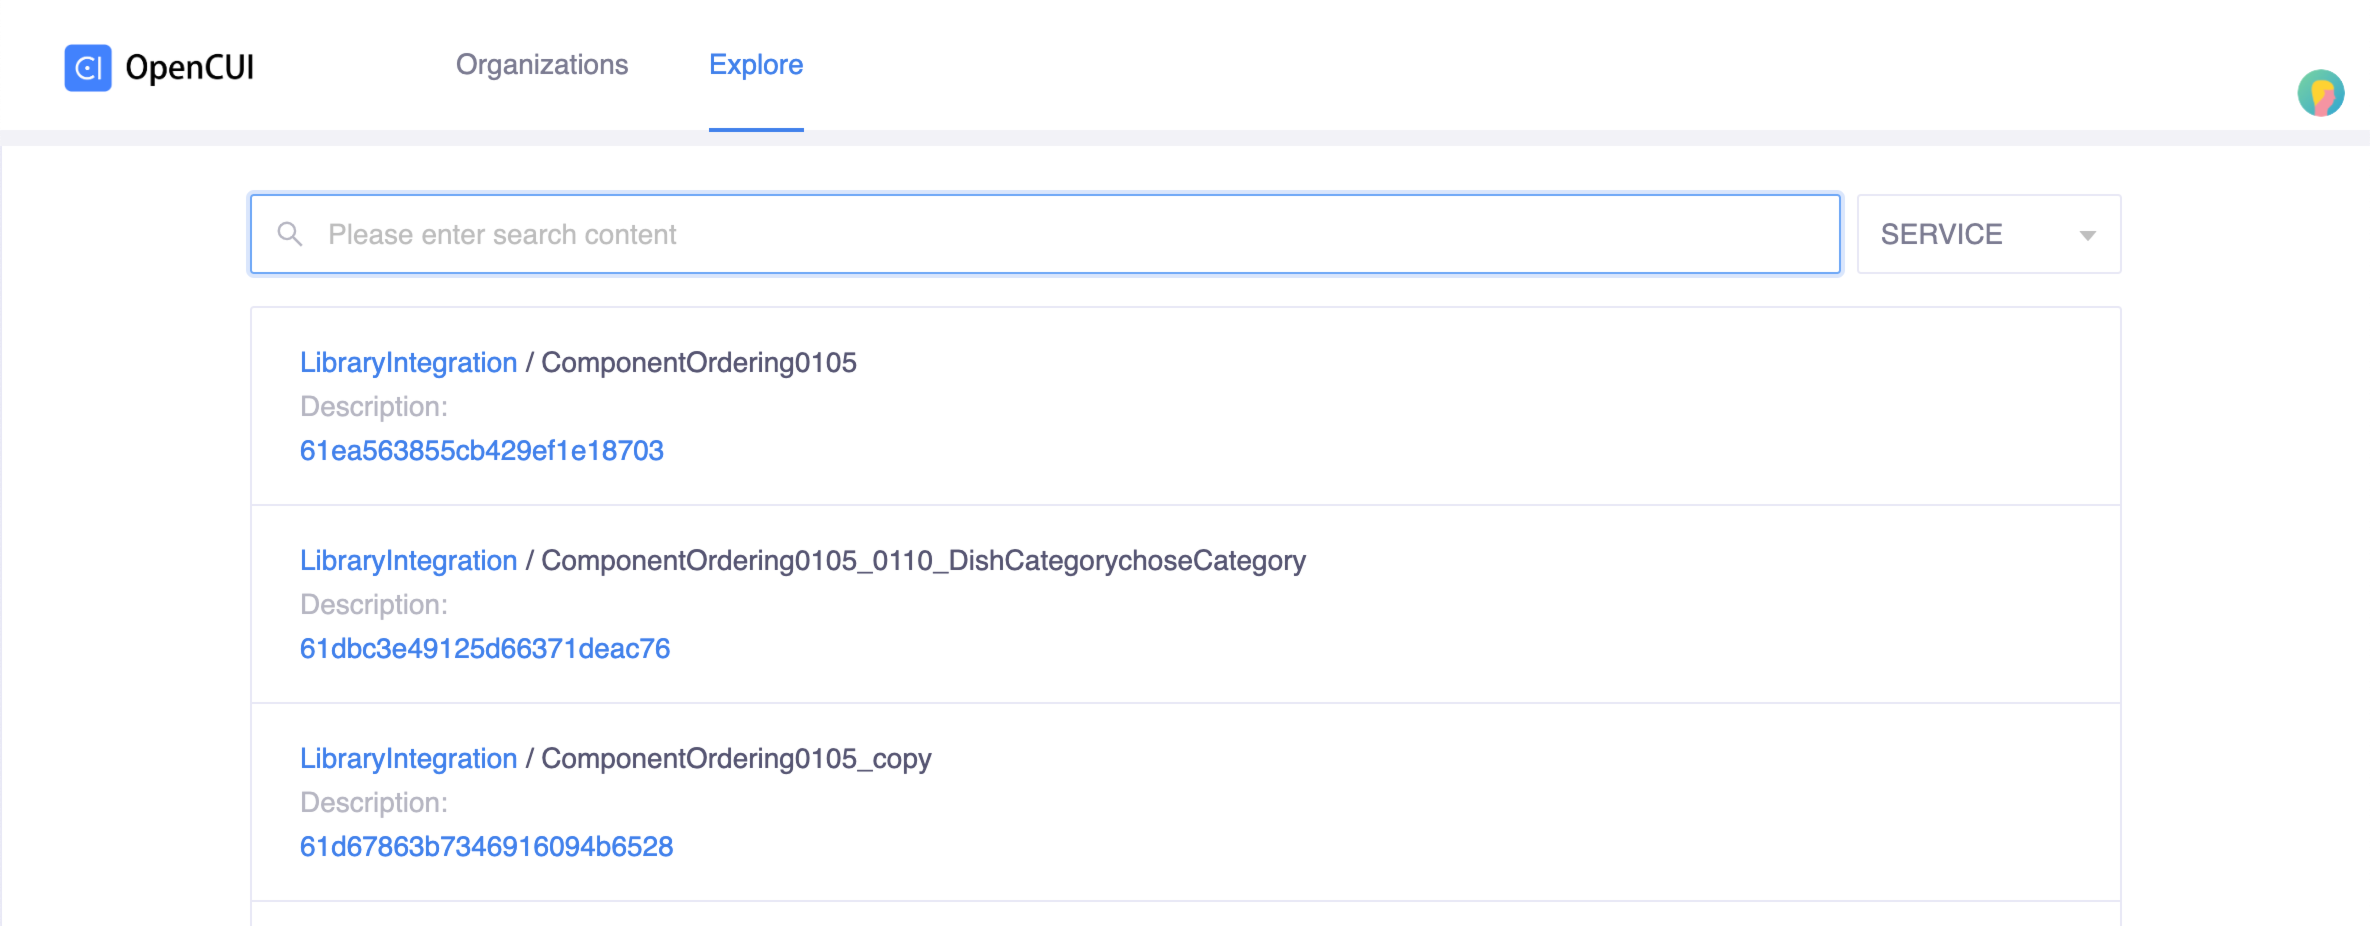 CI OpenCUI
Organizations
Explore
Please enter search content
SERVICE
LibraryIntegration / ComponentOrdering0105
Description:
61ea563855cb429ef1e18703
LibraryIntegration / ComponentOrdering0105_0110_DishCategorychoseCategory
Description:
61dbc3e49125d66371deac76
LibraryIntegration / ComponentOrdering0105_copy
Description:
61d67863b7346916094b6528